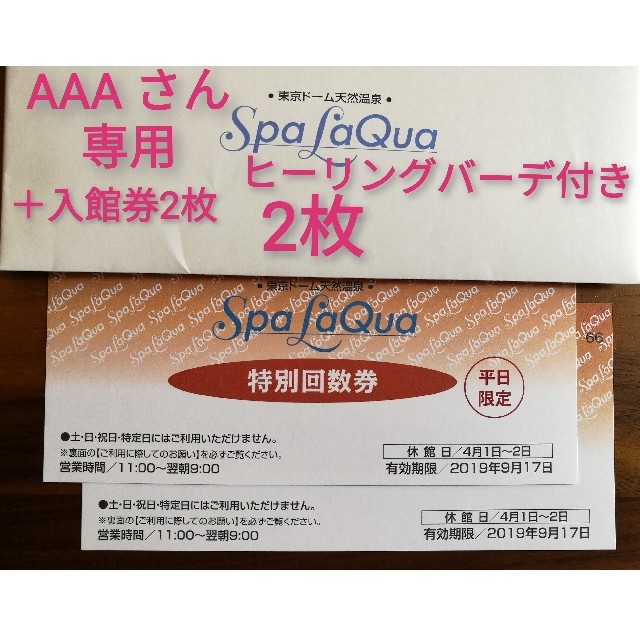 AAA さん
専用
＋入館券2枚
• 東京ドーム天然温泉 •
Spa LaQua
ヒーリングバーデ付き
2枚
• 東京ドーム天然温泉 •
Spa LaQua
特別回数券
平日
限定
●土・日・祝日・特定日にはご利用いただけません。
※裏面の【ご利用に際してのお願い】を必ずご覧ください。
営業時間／11:00～翌朝9:00
休 館 日／4月1日～2日
有効期限／2019年9月17日
66
●土・日・祝日・特定日にはご利用いただけません。
※裏面の【ご利用に際してのお願い】を必ずご覧ください。
営業時間／11:00～翌朝9:00
休 館 日／4月1日～2日
有効期限／2019年9月17日